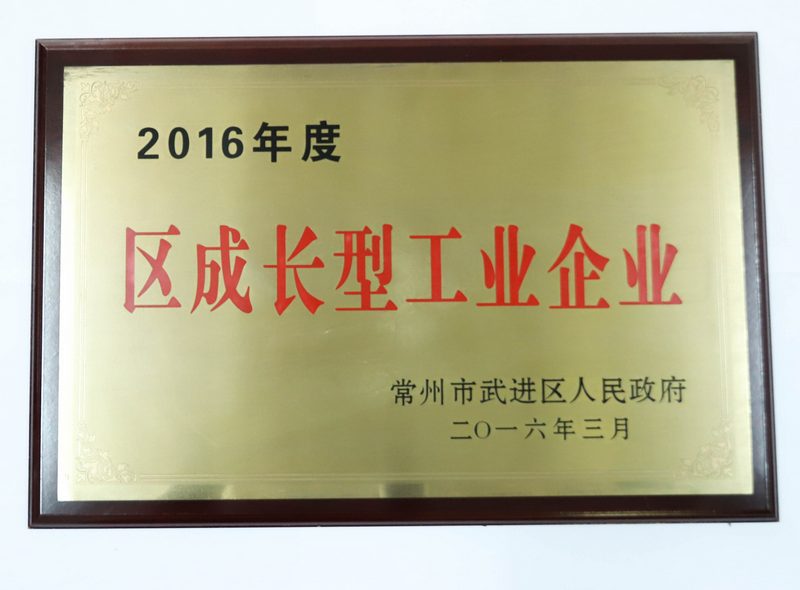 2016年度
区成长型工业企业
常州市武进区人民政府
二〇一六年三月